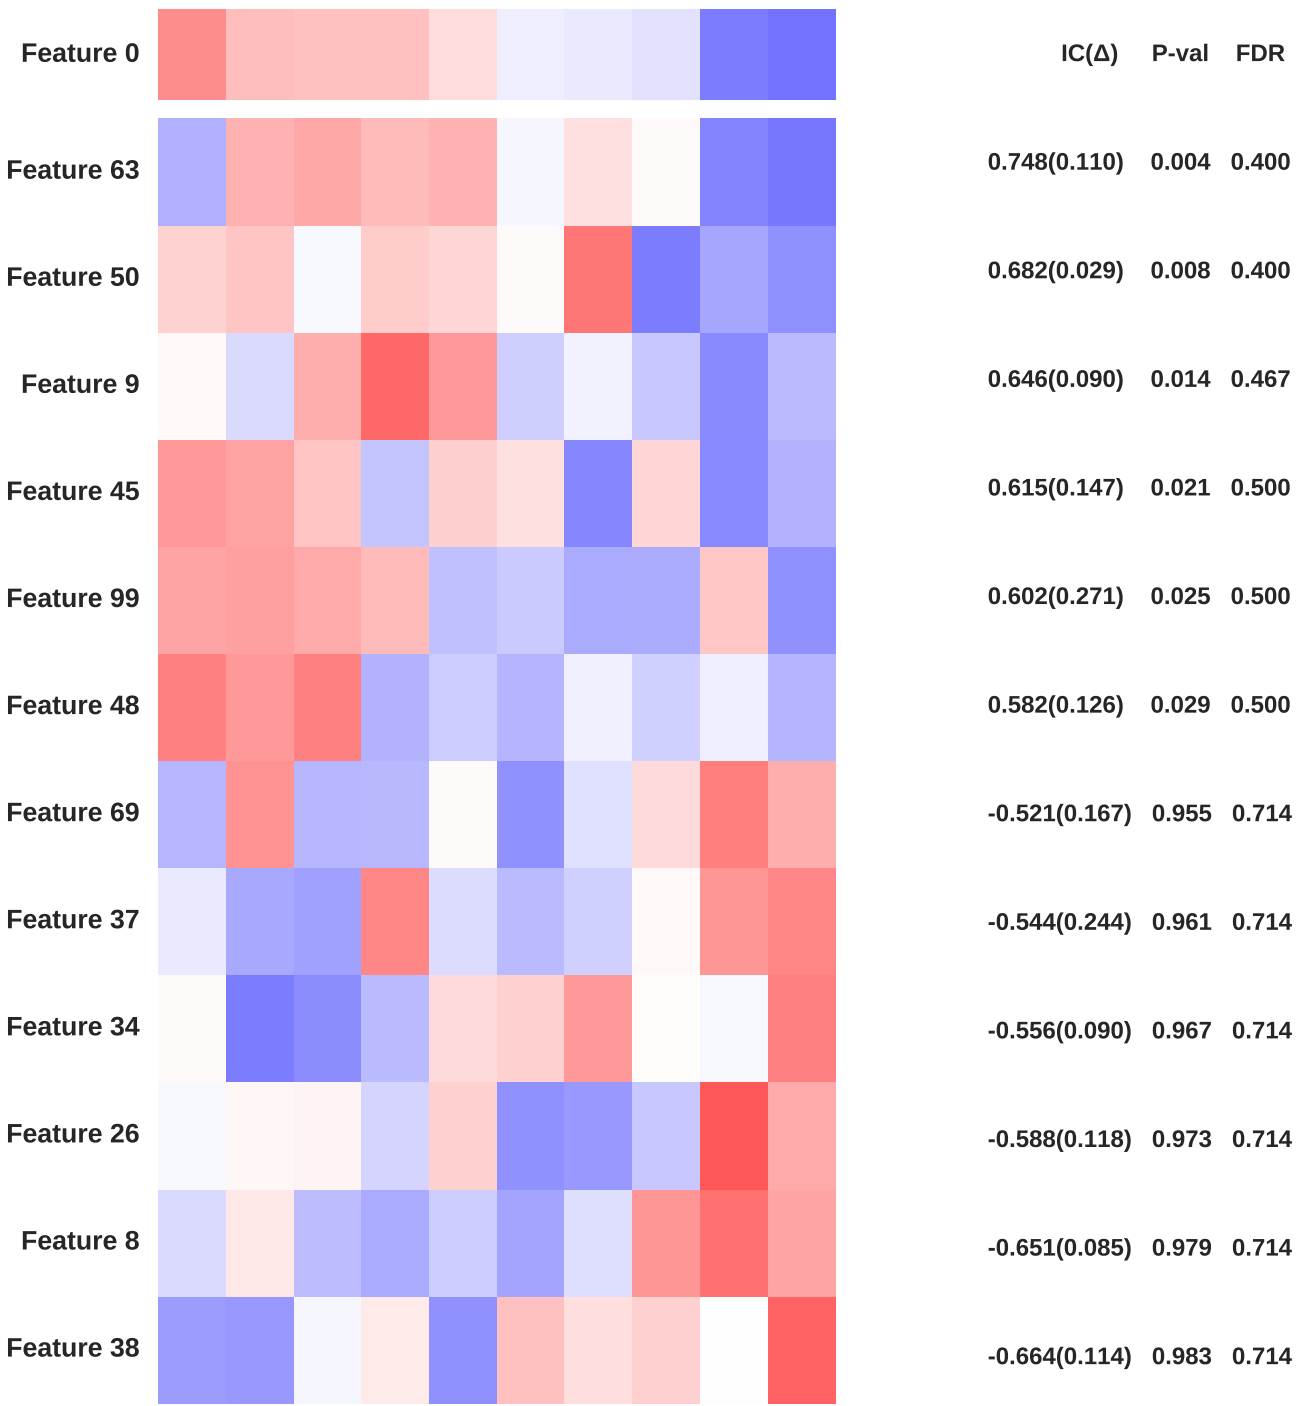 Feature 0 IC(Δ) P-val FDR
Feature 63 0.748(0.110) 0.004 0.400
Feature 50 0.682(0.029) 0.008 0.400
Feature 9 0.646(0.090) 0.014 0.467
Feature 45 0.615(0.147) 0.021 0.500
Feature 99 0.602(0.271) 0.025 0.500
Feature 48 0.582(0.126) 0.029 0.500
Feature 69 -0.521(0.167) 0.955 0.714
Feature 37 -0.544(0.244) 0.961 0.714
Feature 34 -0.556(0.090) 0.967 0.714
Feature 26 -0.588(0.118) 0.973 0.714
Feature 8 -0.651(0.085) 0.979 0.714
Feature 38 -0.664(0.114) 0.983 0.714